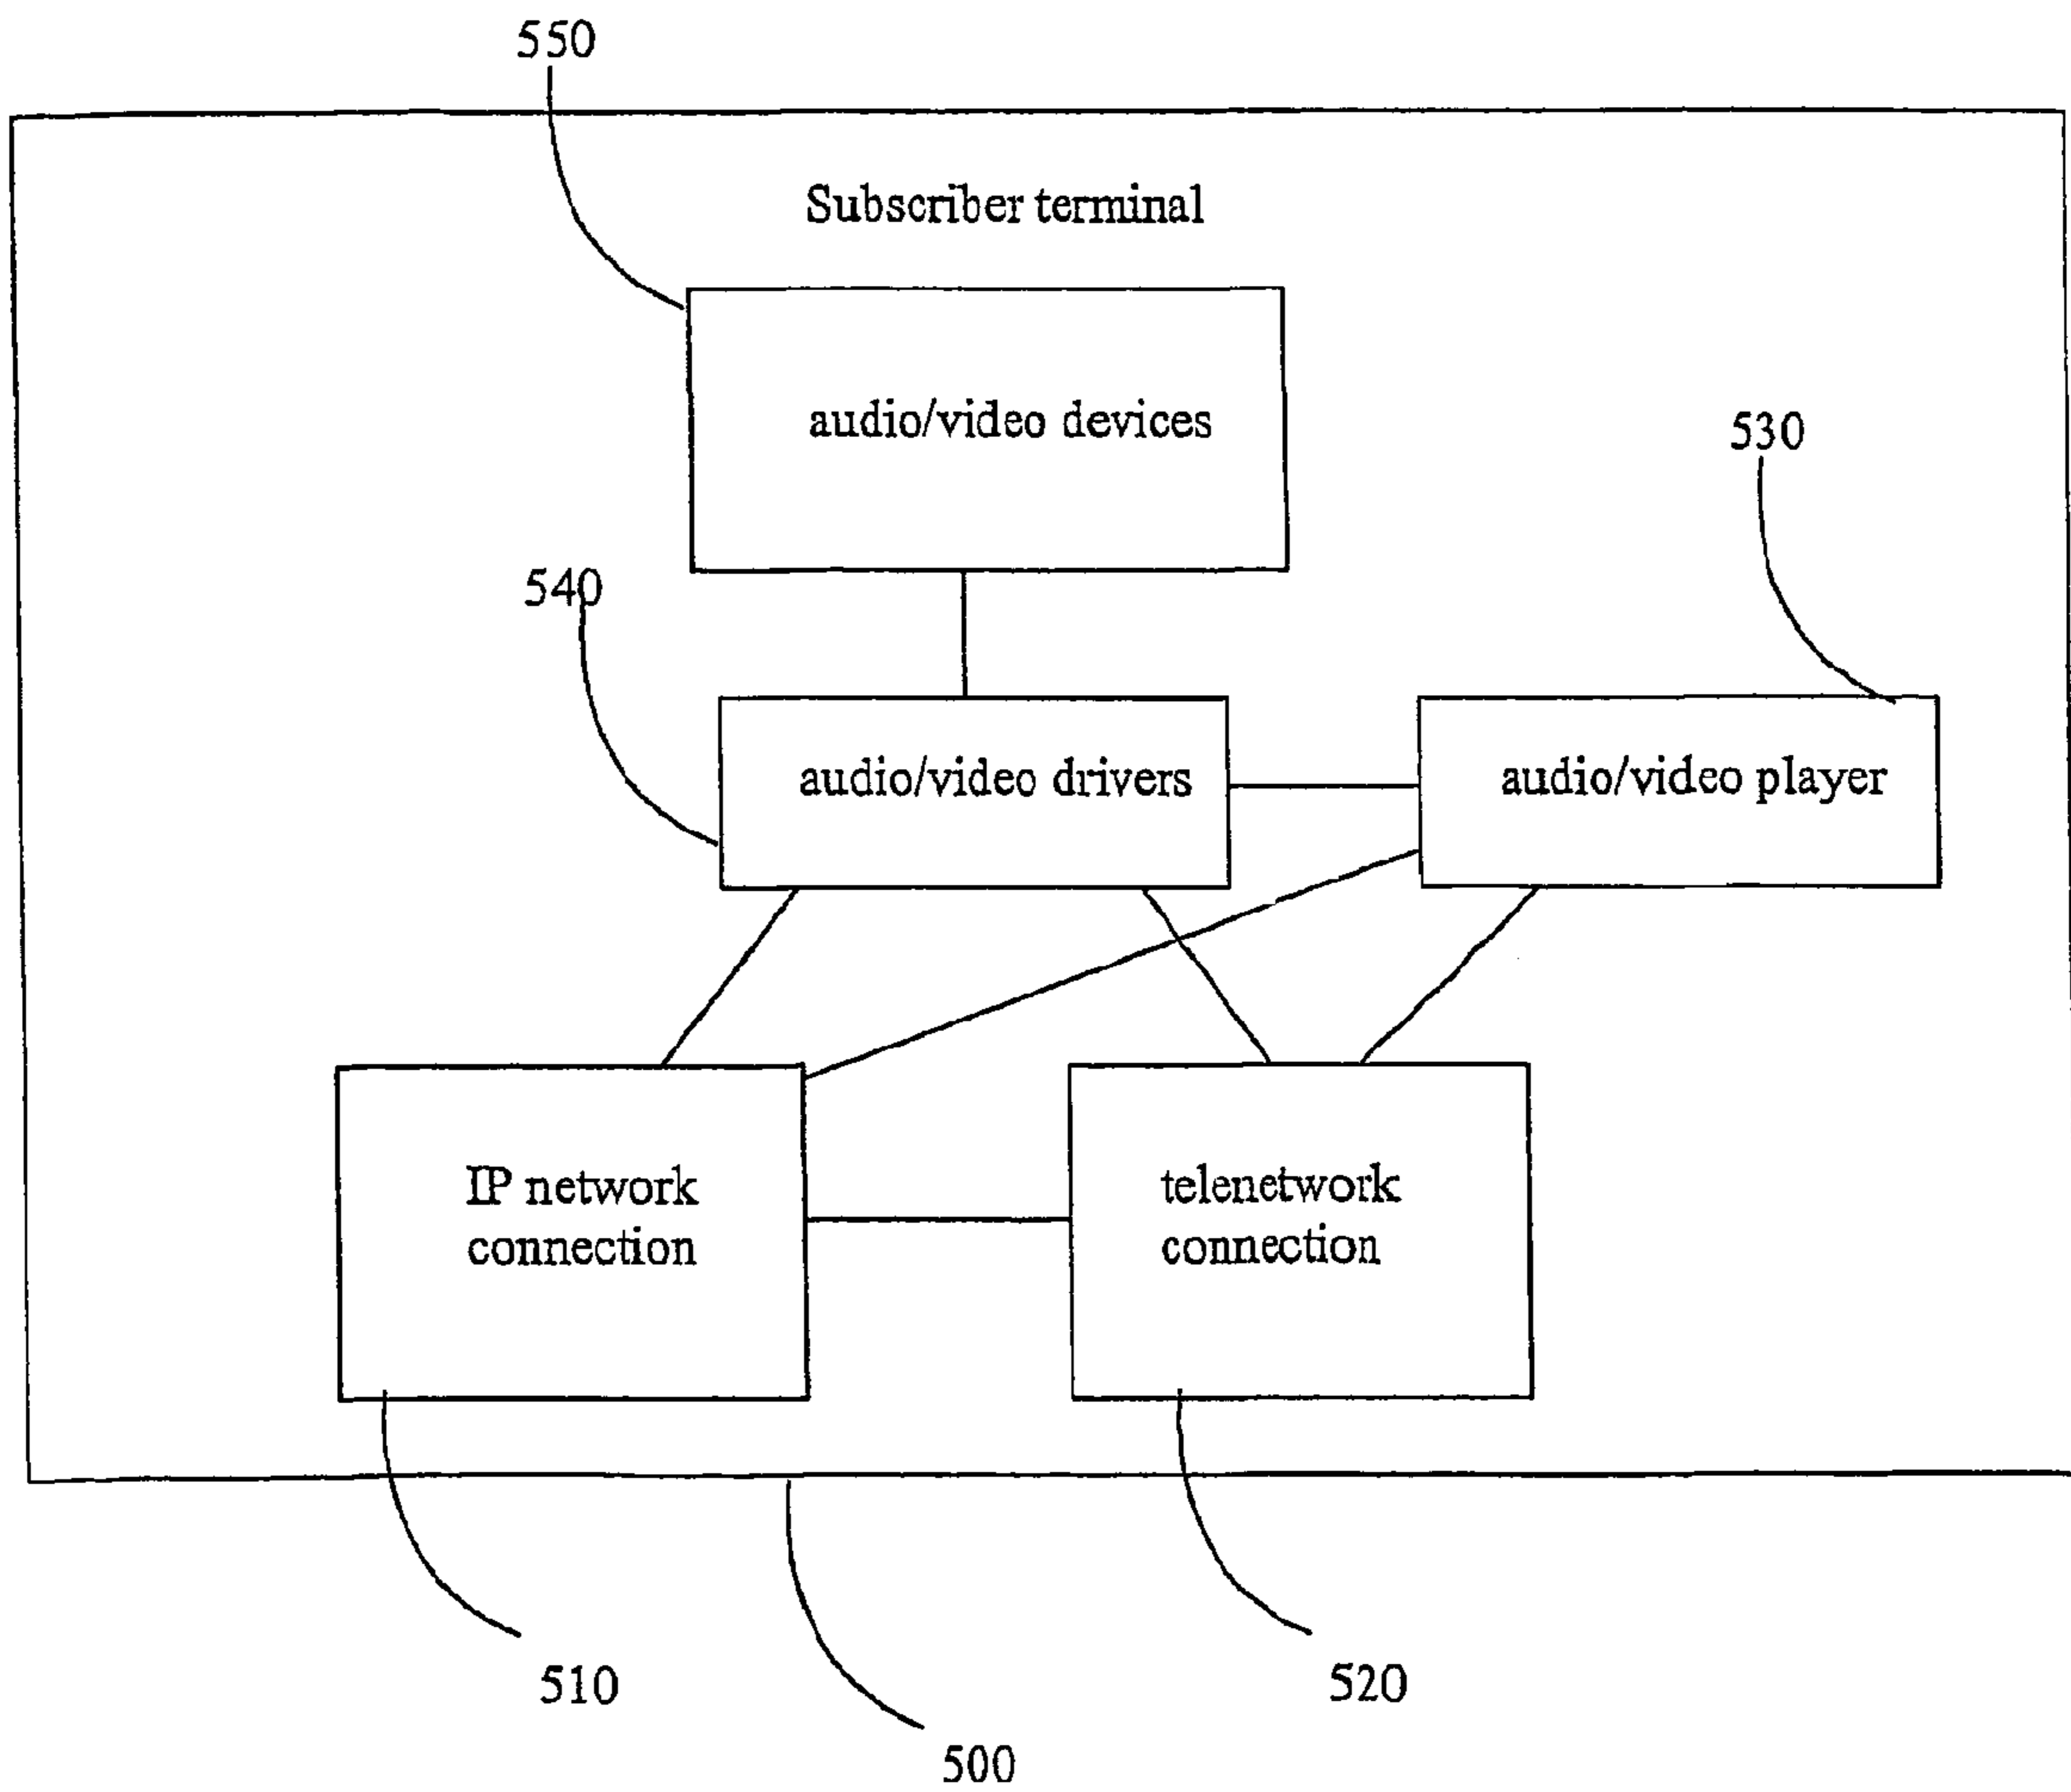 550
Subscriber terminal
audio/video devices
530
540
audio/video drivers
audio/video player
IP network
connection
telenetwork
connection
510
520
500